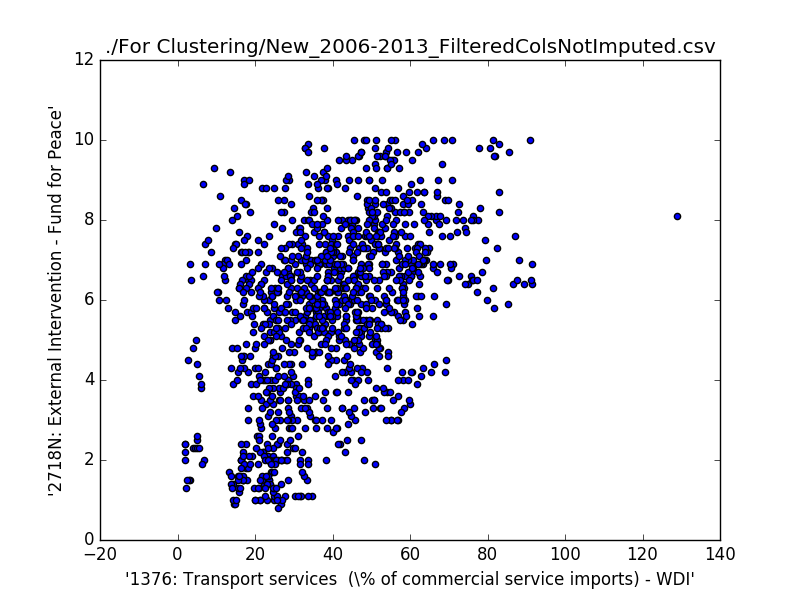 ./For Clustering/New_2006-2013_FilteredColsNotImputed.csv
12
10
8
6
4
2
0
'2718N: External Intervention - Fund for Peace'
−20 0 20 40 60 80 100 120 140
'1376: Transport services  (\% of commercial service imports) - WDI'